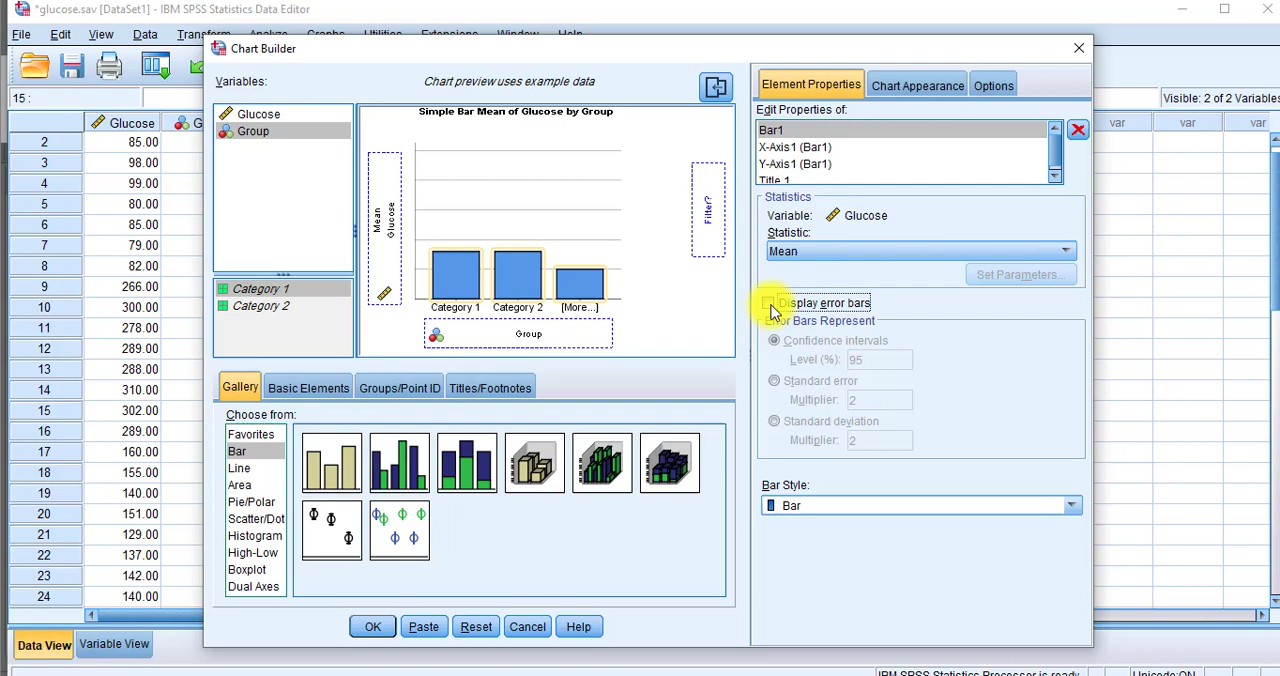 *glucose.sav [DataSet1] - IBM SPSS Statistics Data Editor
File Edit View Data Transform Analyze Graphs Utilities Extensions Window Help
Chart Builder
Variables:
Chart preview uses example data
Glucose
Group
Category 1
Category 2
Simple Bar Mean of Glucose by Group
Mean
Glucose
Filter?
Category 1 Category 2 [More...]
Group
Gallery Basic Elements Groups/Point ID Titles/Footnotes
Choose from:
Favorites
Bar
Line
Area
Pie/Polar
Scatter/Dot
Histogram
High-Low
Boxplot
Dual Axes
OK Paste Reset Cancel Help
Element Properties Chart Appearance Options
Edit Properties of:
Bar1
X-Axis1 (Bar1)
Y-Axis1 (Bar1)
Title 1
Statistics
Variable: Glucose
Statistic:
Mean
Set Parameters...
Display error bars
Error Bars Represent
Confidence intervals
Level (%): 95
Standard error
Multiplier: 2
Standard deviation
Multiplier: 2
Bar Style:
Bar
15 :
Visible: 2 of 2 Variables
Glucose G var var var
2 85.00
3 98.00
4 99.00
5 80.00
6 85.00
7 79.00
8 82.00
9 266.00
10 300.00
11 278.00
12 289.00
13 288.00
14 310.00
15 302.00
16 289.00
17 160.00
18 155.00
19 140.00
20 151.00
21 129.00
22 137.00
23 142.00
24 140.00
Data View Variable View
IBM SPSS Statistics Processor is ready
Unicode:ON